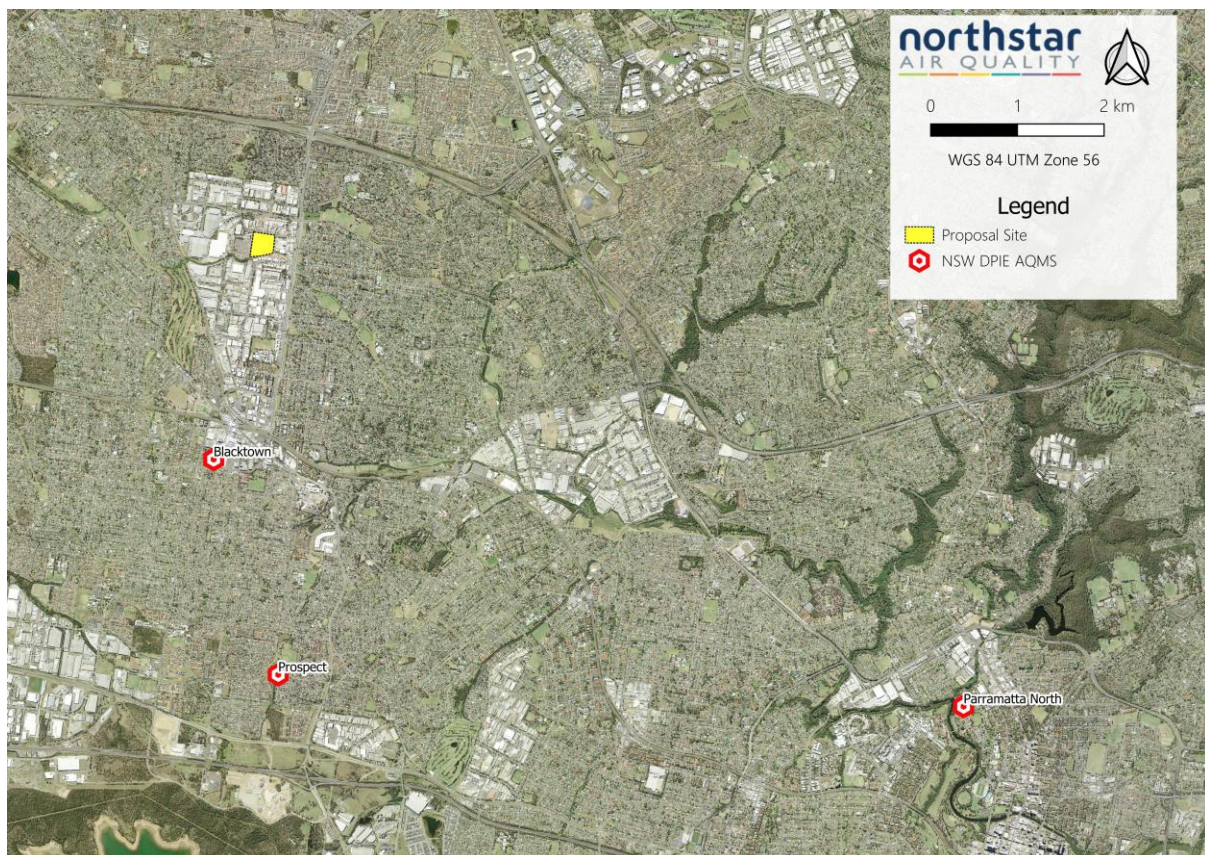 northstar
AIR QUALITY
0 1 2 km
WGS 84 UTM Zone 56
Legend
Proposal Site
NSW DPIE AQMS
Blacktown
Prospect
Parramatta North